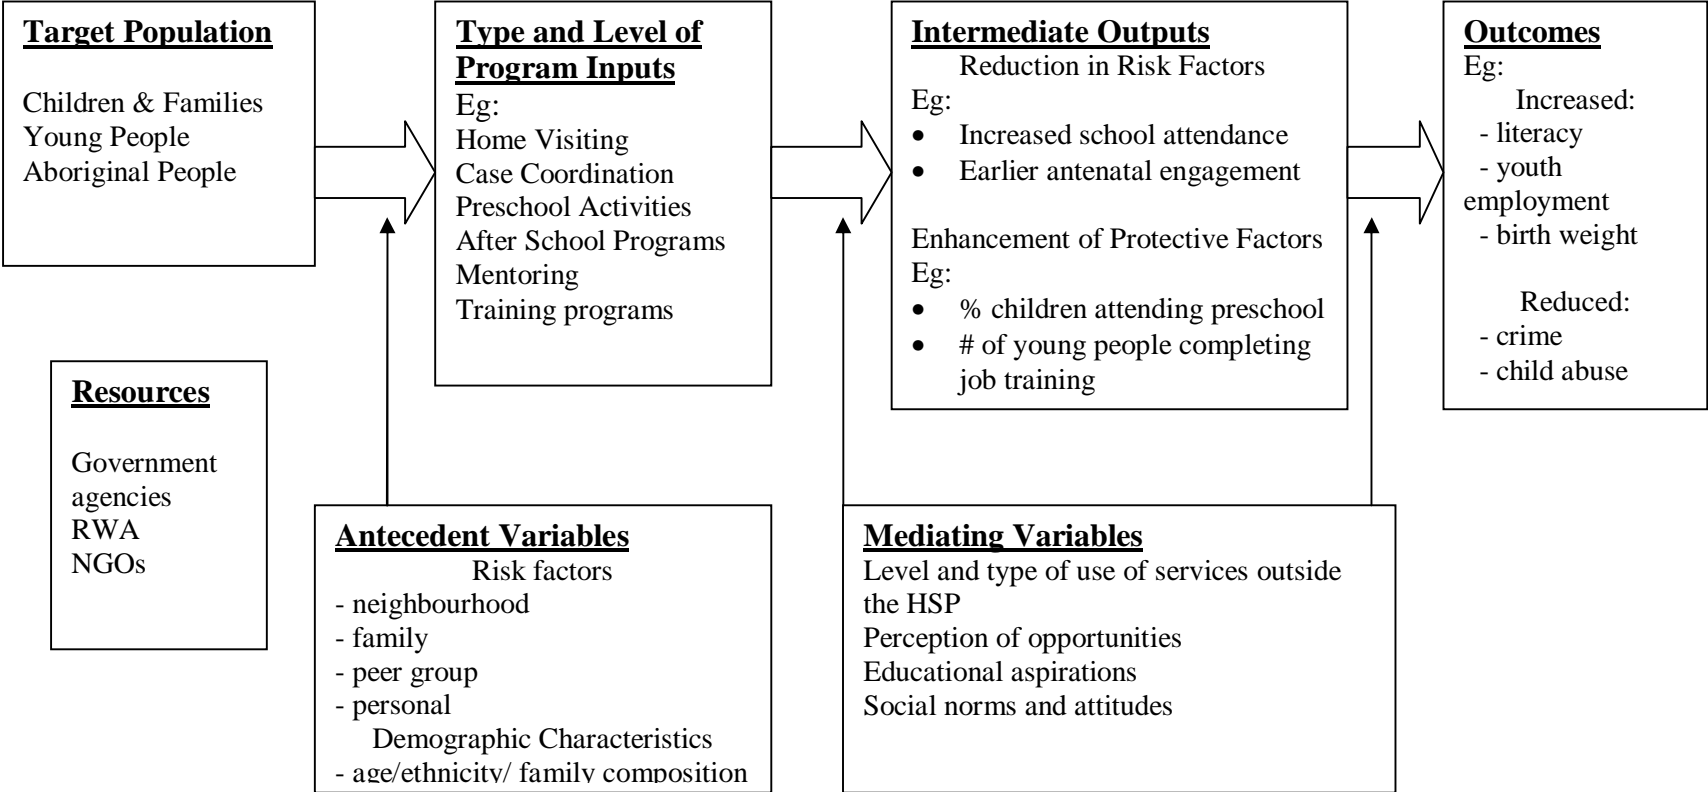 Target Population
Children & Families
Young People
Aboriginal People
Type and Level of
Program Inputs
Eg:
Home Visiting
Case Coordination
Preschool Activities
After School Programs
Mentoring
Training programs
Intermediate Outputs
Reduction in Risk Factors
Eg:
• Increased school attendance
• Earlier antenatal engagement
Enhancement of Protective Factors
Eg:
• % children attending preschool
• # of young people completing
job training
Outcomes
Eg:
Increased:
- literacy
- youth
employment
- birth weight
Reduced:
- crime
- child abuse
Resources
Government
agencies
RWA
NGOs
Antecedent Variables
Risk factors
- neighbourhood
- family
- peer group
- personal
Demographic Characteristics
- age/ethnicity/ family composition
Mediating Variables
Level and type of use of services outside
the HSP
Perception of opportunities
Educational aspirations
Social norms and attitudes